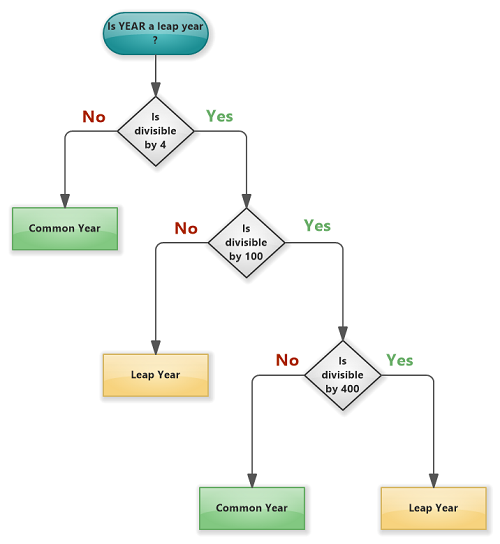 Is YEAR a leap year
?
No
Yes
Is
divisible
by 4
Common Year
No
Yes
Is
divisible
by 100
Leap Year
No
Yes
Is
divisible
by 400
Common Year
Leap Year